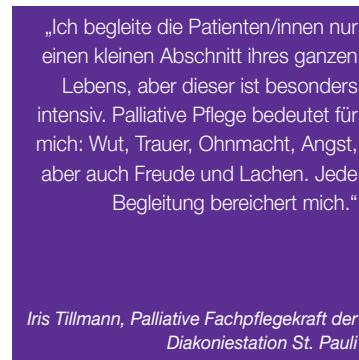 „Ich begleite die Patienten/innen nur
einen kleinen Abschnitt ihres ganzen
Lebens, aber dieser ist besonders
intensiv. Palliative Pflege bedeutet für
mich: Wut, Trauer, Ohnmacht, Angst,
aber auch Freude und Lachen. Jede
Begleitung bereichert mich.“
Iris Tillmann, Palliative Fachpflegekraft der
Diakoniestation St. Pauli